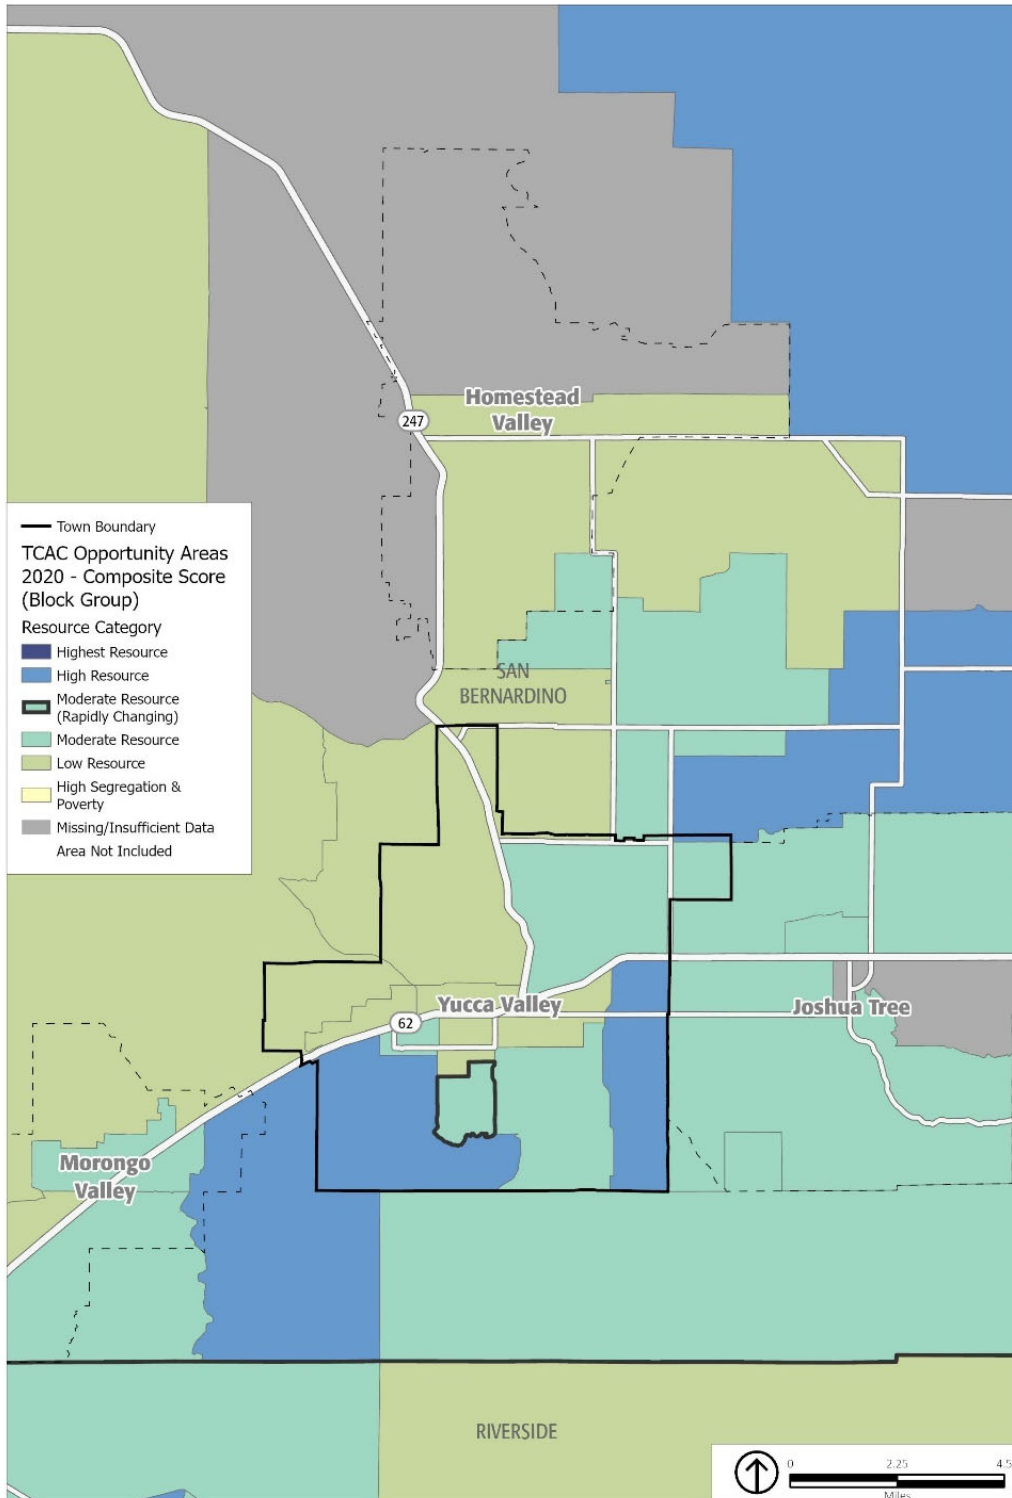 Homestead
Valley
247
Town Boundary
TCAC Opportunity Areas
2020 - Composite Score
(Block Group)
Resource Category
Highest Resource
High Resource
Moderate Resource
(Rapidly Changing)
Moderate Resource
Low Resource
High Segregation &
Poverty
Missing/Insufficient Data
Area Not Included
SAN
BERNARDINO
Yucca Valley
62
Joshua Tree
Morongo
Valley
RIVERSIDE
0 2.25 4.5
Miles